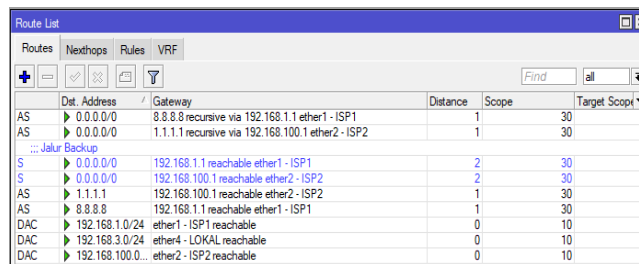 Route List
Routes Nexthops Rules VRF
Find all
Dst. Address / Gateway Distance Scope Target Scope
AS 0.0.0.0/0 8.8.8.8 recursive via 192.168.1.1 ether1 - ISP1 1 30
AS 0.0.0.0/0 1.1.1.1 recursive via 192.168.100.1 ether2 - ISP2 1 30
;;; Jalur Backup
S 0.0.0.0/0 192.168.1.1 reachable ether1 - ISP1 2 30
S 0.0.0.0/0 192.168.100.1 reachable ether2 - ISP2 2 30
AS 1.1.1.1 192.168.100.1 reachable ether2 - ISP2 1 30
AS 8.8.8.8 192.168.1.1 reachable ether1 - ISP1 1 30
DAC 192.168.1.0/24 ether1 - ISP1 reachable 0 10
DAC 192.168.3.0/24 ether4 - LOKAL reachable 0 10
DAC 192.168.100.0... ether2 - ISP2 reachable 0 10